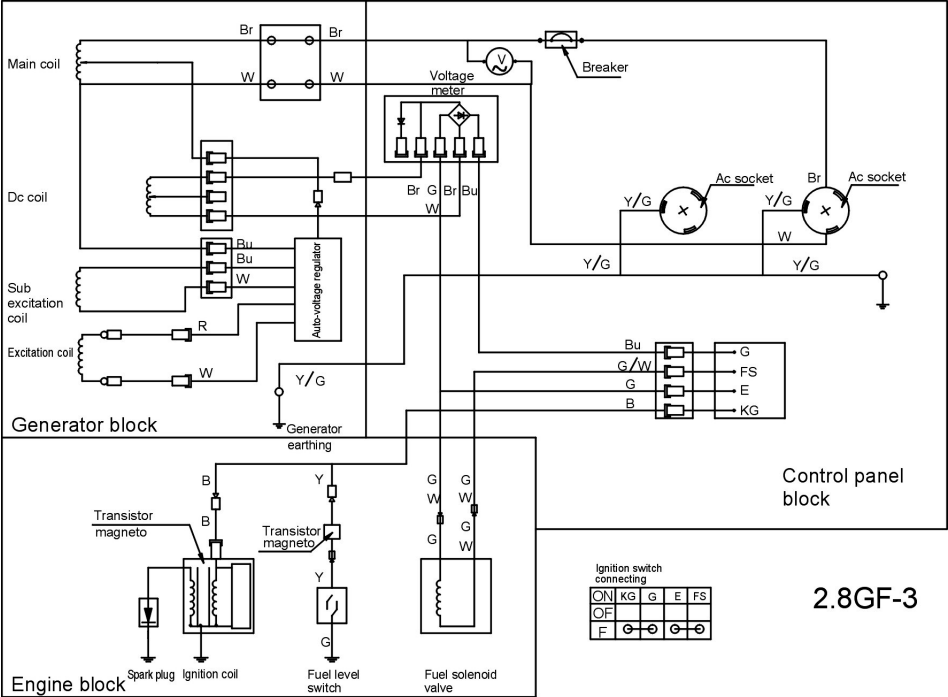 Br
Br
Main coil
W
W
V
Breaker
Voltage
meter
Dc coil
Br G Br Bu
W
Br
Ac socket
Ac socket
Y/G
Y/G
W
Y/G
Y/G
Bu
Bu
W
Sub
excitation
coil
Auto-voltage regulator
R
Excitation coil
W
Y/G
Bu
G
G/W
FS
G
E
B
KG
Generator block
Generator
earthing
Control panel
block
B
Y
G
W
G
W
B
Transistor
magneto
Transistor
magneto
G
G
W
Y
G
Spark plug
Ignition coil
Fuel level
switch
Fuel solenoid
valve
Engine block
Ignition switch
connecting
ON KG G E FS
OF
F
2.8GF-3